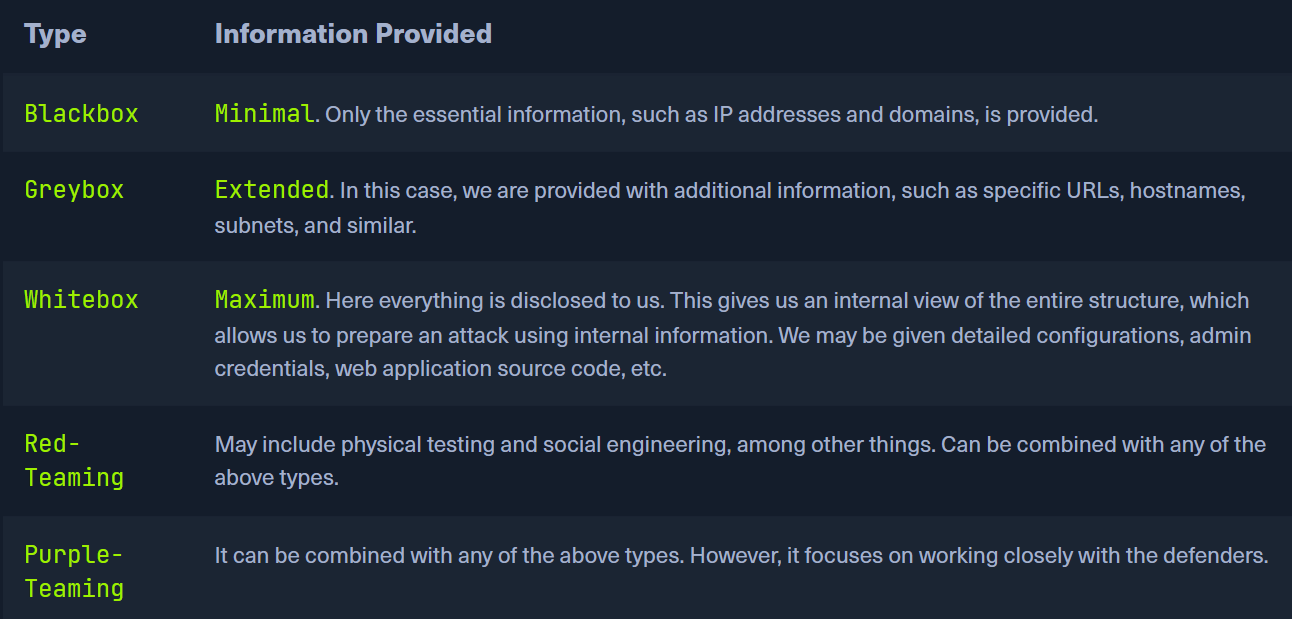 Type Information Provided
Blackbox Minimal. Only the essential information, such as IP addresses and domains, is provided.
Greybox Extended. In this case, we are provided with additional information, such as specific URLs, hostnames,
subnets, and similar.
Whitebox Maximum. Here everything is disclosed to us. This gives us an internal view of the entire structure, which
allows us to prepare an attack using internal information. We may be given detailed configurations, admin
credentials, web application source code, etc.
Red- May include physical testing and social engineering, among other things. Can be combined with any of the
Teaming above types.
Purple- It can be combined with any of the above types. However, it focuses on working closely with the defenders.
Teaming